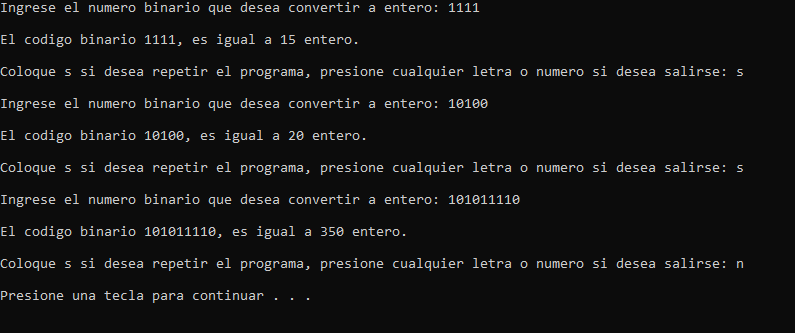 Ingrese el numero binario que desea convertir a entero: 1111
El codigo binario 1111, es igual a 15 entero.
Coloque s si desea repetir el programa, presione cualquier letra o numero si desea salirse: s
Ingrese el numero binario que desea convertir a entero: 10100
El codigo binario 10100, es igual a 20 entero.
Coloque s si desea repetir el programa, presione cualquier letra o numero si desea salirse: s
Ingrese el numero binario que desea convertir a entero: 101011110
El codigo binario 101011110, es igual a 350 entero.
Coloque s si desea repetir el programa, presione cualquier letra o numero si desea salirse: n
Presione una tecla para continuar . . .